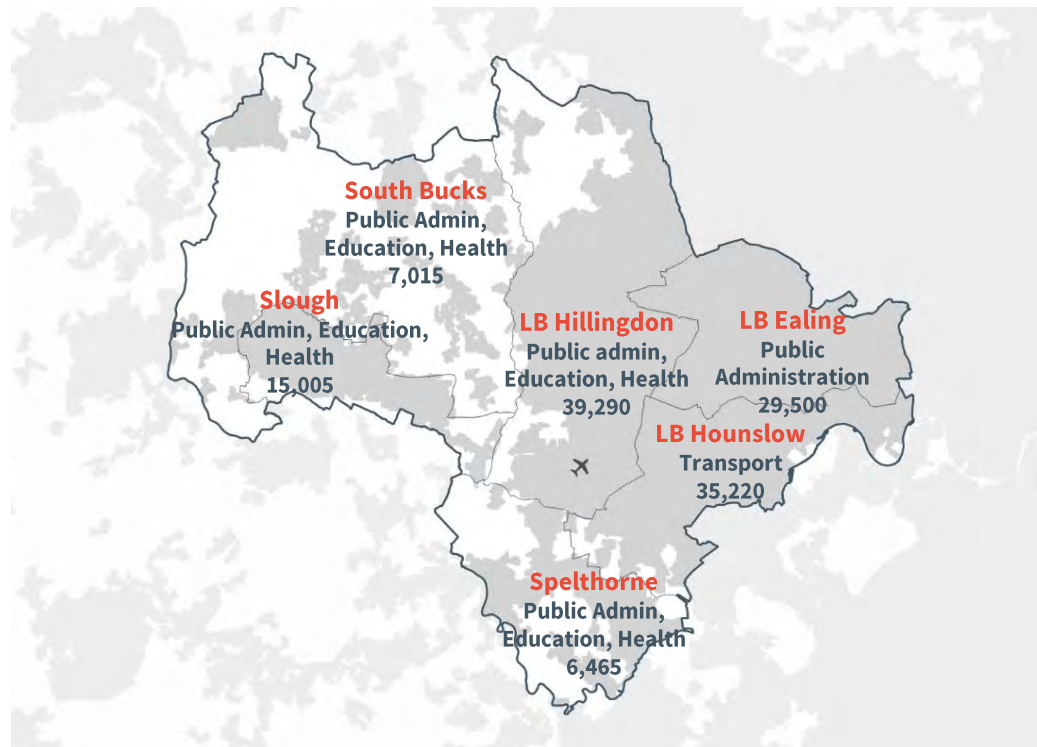 South Bucks
Public Admin,
Education, Health
7,015
Slough
Public Admin, Education,
Health
15,005
LB Hillingdon
Public admin,
Education, Health
39,290
LB Ealing
Public
Administration
29,500
LB Hounslow
Transport
35,220
Spelthorne
Public Admin,
Education, Health
6,465